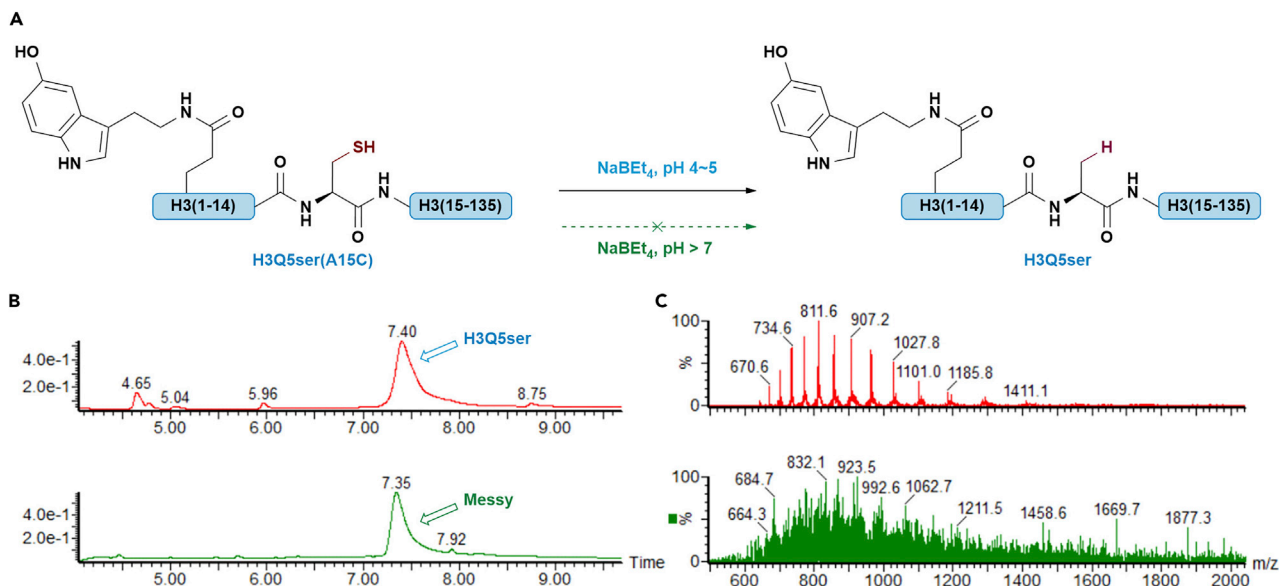 A
HO
HN
H
N
O
SH
O
H
N
H3(1-14)
N
H
O
H3(15-135)
H3Q5ser(A15C)
NaBEt4, pH 4~5
NaBEt4, pH > 7
HO
HN
H
N
O
H
O
H
N
H3(1-14)
N
H
O
H3(15-135)
H3Q5ser
B
7.40
H3Q5ser
4.0e-1
2.0e-1
4.65
5.04
5.96
8.75
5.00 6.00 7.00 8.00 9.00
7.35
Messy
4.0e-1
2.0e-1
7.92
5.00 6.00 7.00 8.00 9.00
Time
C
100
%
0
670.6
734.6
811.6
907.2
1027.8
1101.0
1185.8
1411.1
100
%
0
664.3
684.7
832.1
923.5
992.6
1062.7
1211.5
1458.6
1669.7
1877.3
600 800 1000 1200 1400 1600 1800 2000
m/z